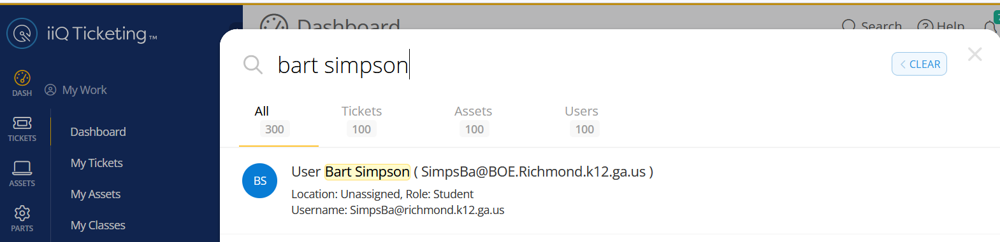 iiQ Ticketing™
Dashboard
Search
Help
bart simpson
CLEAR
DASH
My Work
All
300
Tickets
100
Assets
100
Users
100
TICKETS
Dashboard
My Tickets
ASSETS
My Assets
PARTS
My Classes
BS
User Bart Simpson ( SimpsBa@BOE.Richmond.k12.ga.us )
Location: Unassigned, Role: Student
Username: SimpsBa@richmond.k12.ga.us